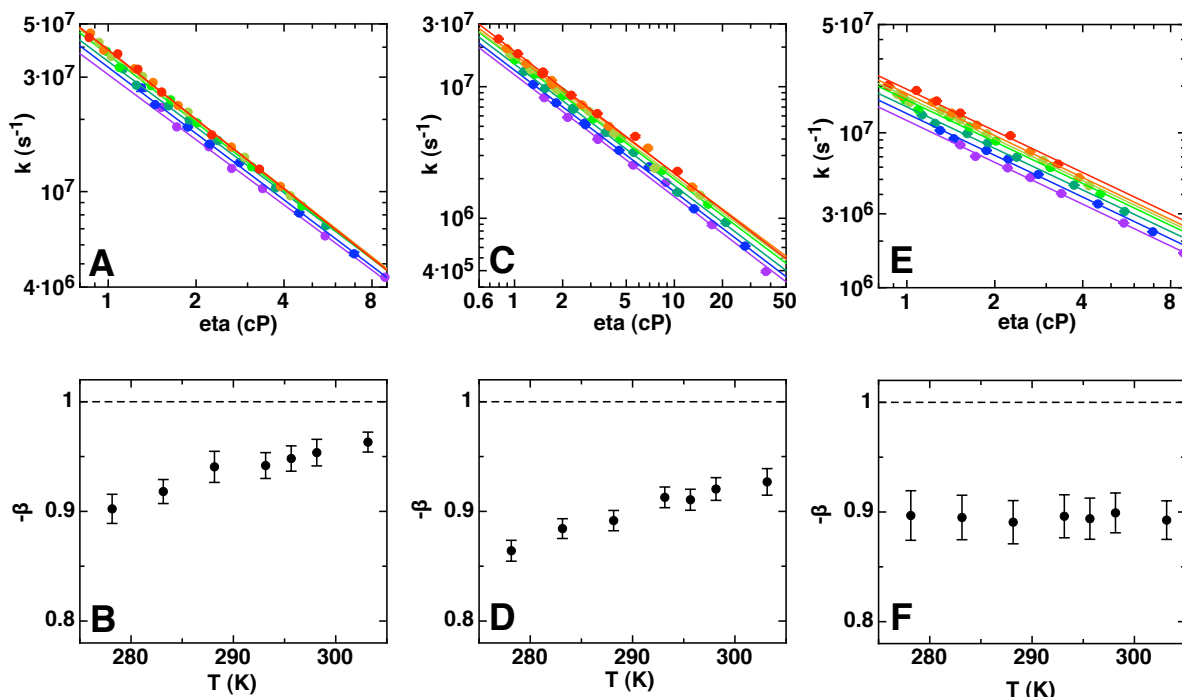 5·10⁷
3·10⁷
10⁷
4·10⁶
k (s⁻¹)
A
1
2
4
8
eta (cP)
3·10⁷
10⁷
10⁶
4·10⁵
k (s⁻¹)
C
0.6
1
2
5
10
20
50
eta (cP)
5·10⁷
10⁷
3·10⁶
10⁶
k (s⁻¹)
E
1
2
4
8
eta (cP)
1
0.9
0.8
-β
B
280
290
300
T (K)
1
0.9
0.8
-β
D
280
290
300
T (K)
1
0.9
0.8
-β
F
280
290
300
T (K)